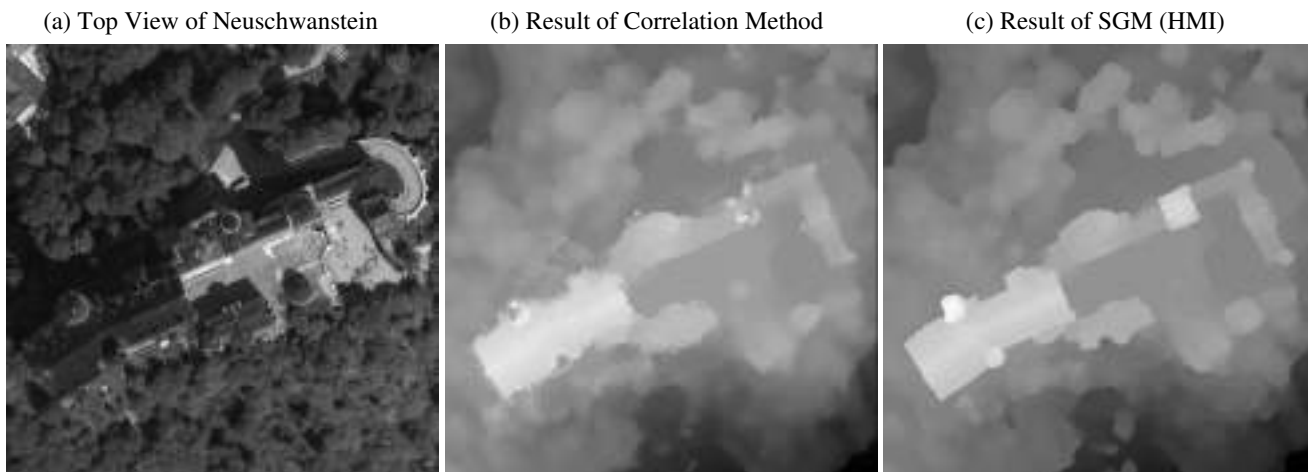 (a) Top View of Neuschwanstein
(b) Result of Correlation Method
(c) Result of SGM (HMI)